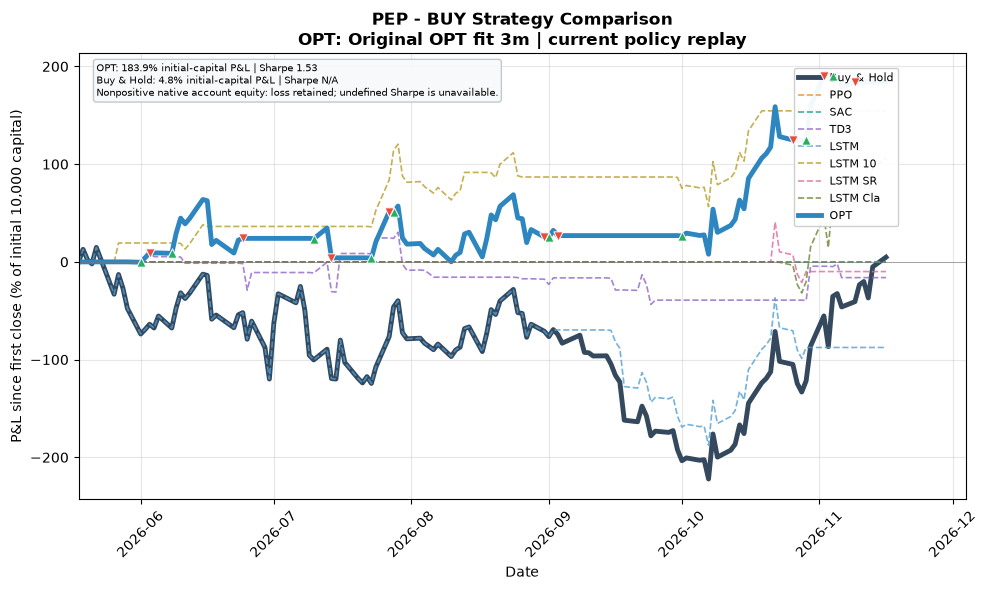 PEP - BUY Strategy Comparison
OPT: Original OPT fit 3m | current policy replay
OPT: 183.9% initial-capital P&L | Sharpe 1.53
Buy & Hold: 4.8% initial-capital P&L | Sharpe N/A
Nonpositive native account equity: loss retained; undefined Sharpe is unavailable.
Buy & Hold
PPO
SAC
TD3
LSTM
LSTM 10
LSTM SR
LSTM Cla
OPT
P&L since first close (% of initial 10,000 capital)
200
100
0
−100
−200
2026-06
2026-07
2026-08
2026-09
2026-10
2026-11
2026-12
Date